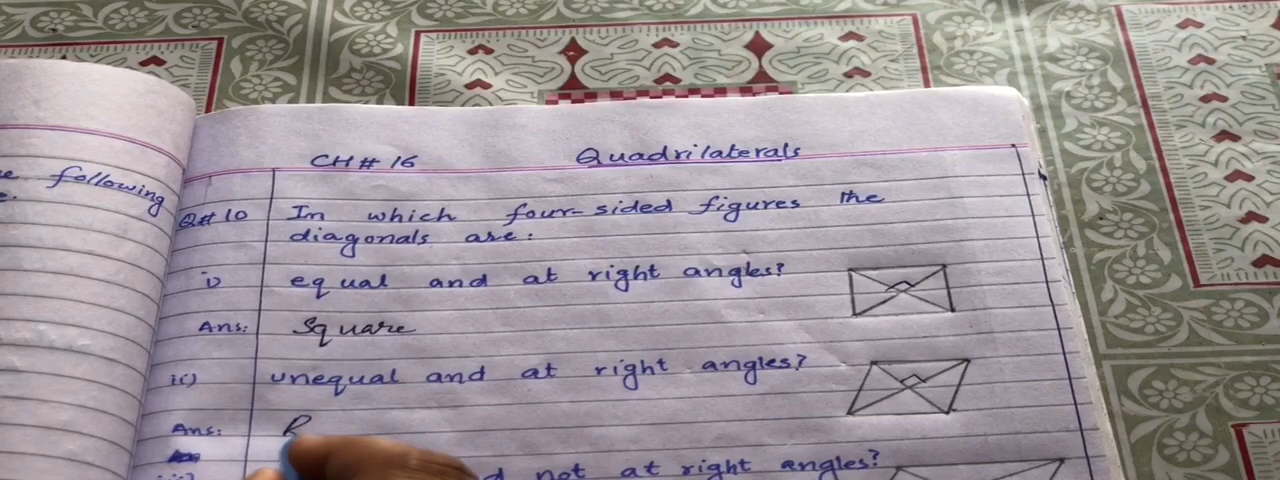 following
CH# 16 Quadrilaterals
Q# 10 In which four-sided figures the
diagonals are:
i) equal and at right angles?
Ans: Square
ii) unequal and at right angles?
Ans: R
not at right angles?